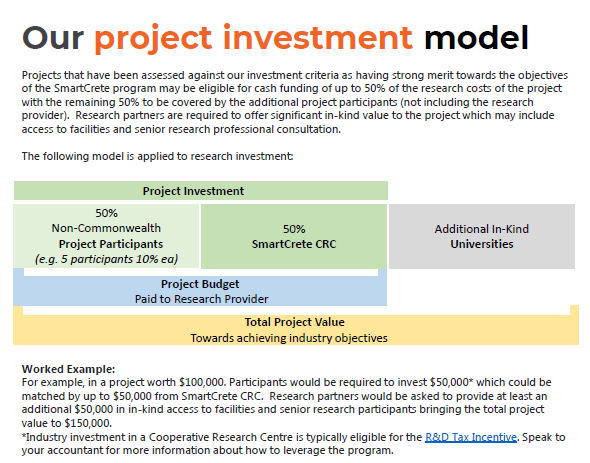 Our project investment model
Projects that have been assessed against our investment criteria as having strong merit towards the objectives
of the SmartCrete program may be eligible for cash funding of up to 50% of the research costs of the project
with the remaining 50% to be covered by the additional project participants (not including the research
provider). Research partners are required to offer significant in-kind value to the project which may include
access to facilities and senior research professional consultation.
The following model is applied to research investment:
Project Investment
50%
Non-Commonwealth
Project Participants
(e.g. 5 participants 10% ea)
50%
SmartCrete CRC
Additional In-Kind
Universities
Project Budget
Paid to Research Provider
Total Project Value
Towards achieving industry objectives
Worked Example:
For example, in a project worth $100,000. Participants would be required to invest $50,000* which could be
matched by up to $50,000 from SmartCrete CRC. Research partners would be asked to provide at least an
additional $50,000 in in-kind access to facilities and senior research participants bringing the total project
value to $150,000.
*Industry investment in a Cooperative Research Centre is typically eligible for the R&D Tax Incentive. Speak to
your accountant for more information about how to leverage the program.